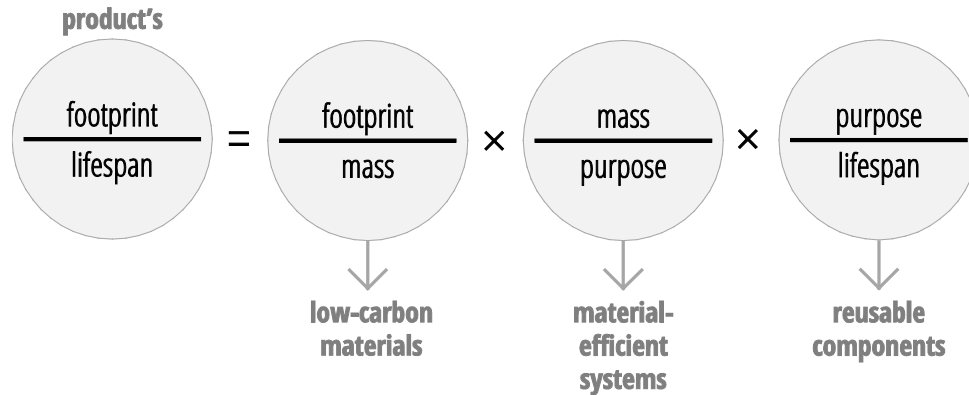 product's
footprint
lifespan
=
footprint
mass
×
mass
purpose
×
purpose
lifespan
low-carbon
materials
material-
efficient
systems
reusable
components